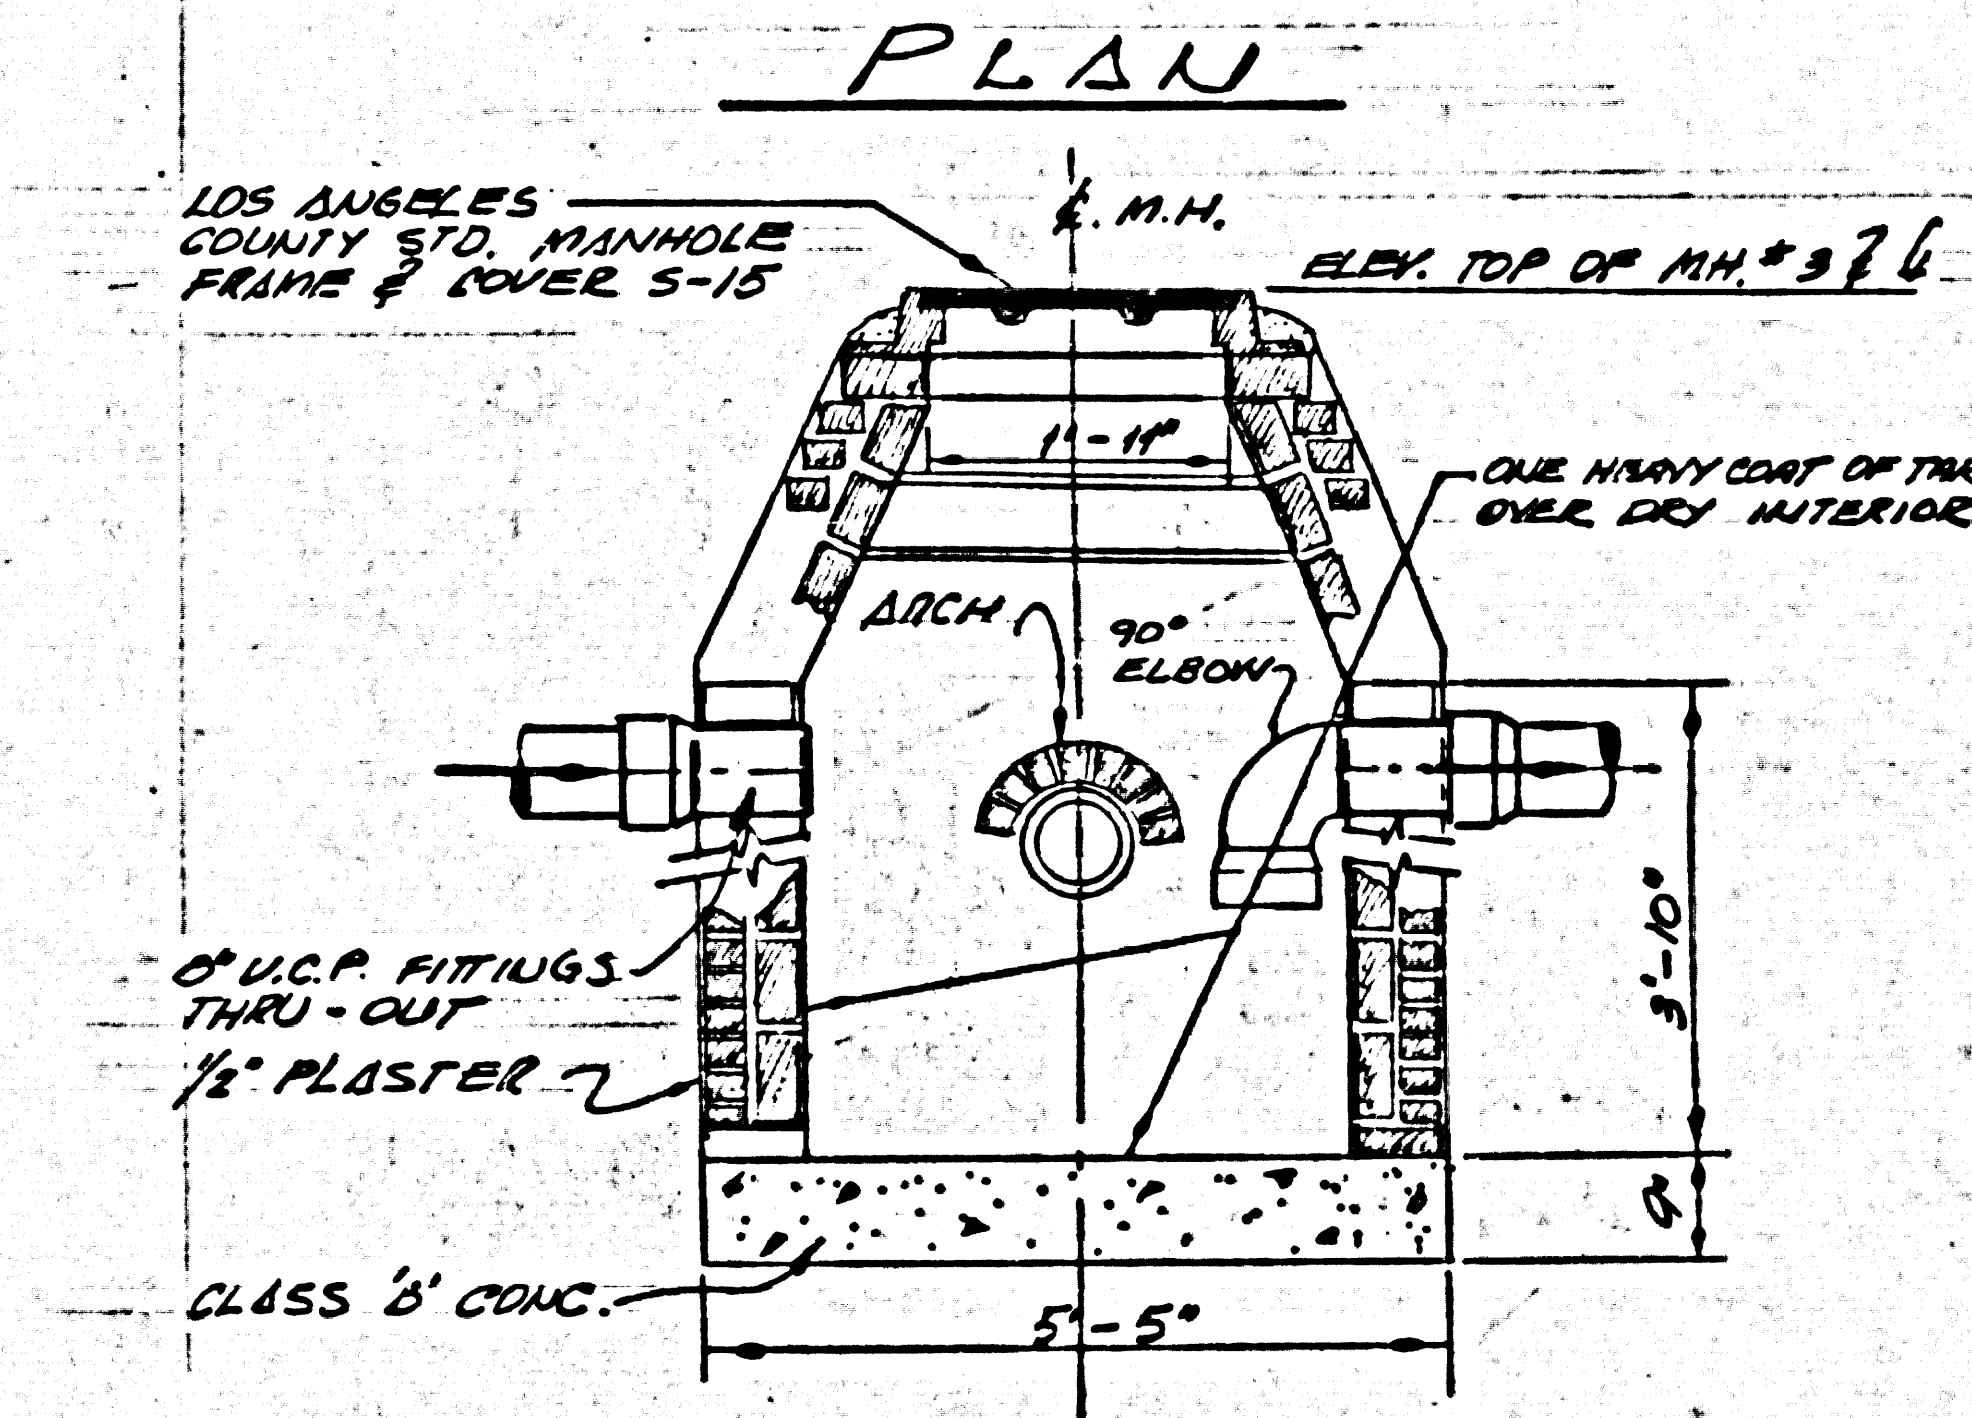 PLAN
LOS ANGELES
COUNTY STD. MANHOLE
FRAME & COVER S-15
℄. M.H.
ELEV. TOP OF MH. #3 &
1'-11"
ONE HEAVY COAT OF TAR
OVER DRY INTERIOR
ARCH
90°
ELBOW
8" V.C.P. FITTINGS
THRU-OUT
1/2" PLASTER
3'-10"
9"
CLASS 'B' CONC.
5'-5"